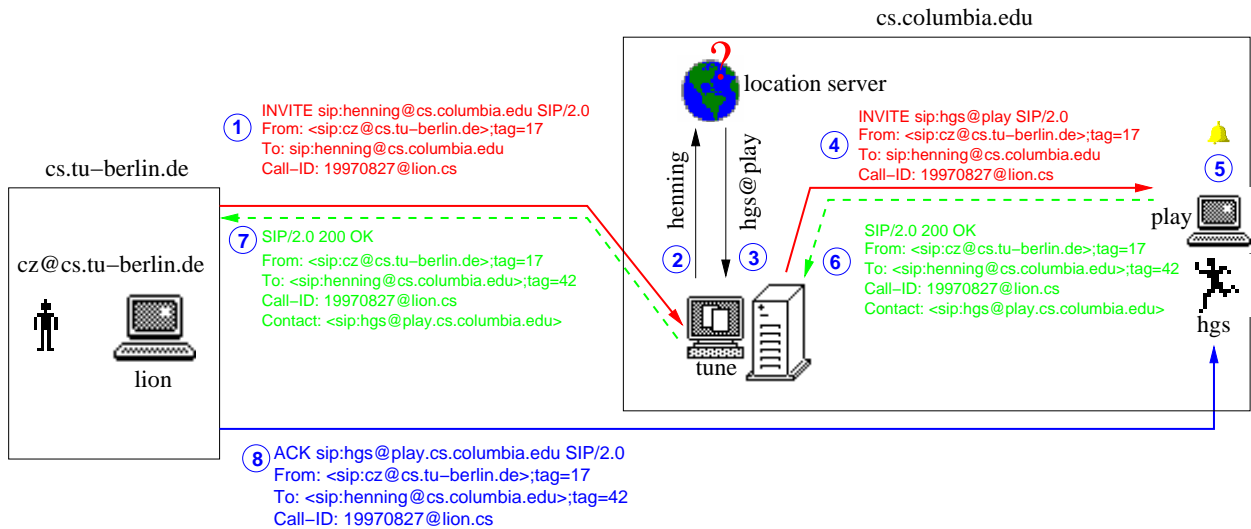 cs.columbia.edu
?
location server
1
INVITE sip:henning@cs.columbia.edu SIP/2.0
From: <sip:cz@cs.tu−berlin.de>;tag=17
To: sip:henning@cs.columbia.edu
Call−ID: 19970827@lion.cs
4
INVITE sip:hgs@play SIP/2.0
From: <sip:cz@cs.tu−berlin.de>;tag=17
To: sip:henning@cs.columbia.edu
Call−ID: 19970827@lion.cs
5
cs.tu−berlin.de
cz@cs.tu−berlin.de
lion
7
SIP/2.0 200 OK
From: <sip:cz@cs.tu−berlin.de>;tag=17
To: <sip:henning@cs.columbia.edu>;tag=42
Call−ID: 19970827@lion.cs
Contact: <sip:hgs@play.cs.columbia.edu>
henning
hgs@play
2
3
tune
6
SIP/2.0 200 OK
From: <sip:cz@cs.tu−berlin.de>;tag=17
To: <sip:henning@cs.columbia.edu>;tag=42
Call−ID: 19970827@lion.cs
Contact: <sip:hgs@play.cs.columbia.edu>
play
hgs
8
ACK sip:hgs@play.cs.columbia.edu SIP/2.0
From: <sip:cz@cs.tu−berlin.de>;tag=17
To: <sip:henning@cs.columbia.edu>;tag=42
Call−ID: 19970827@lion.cs